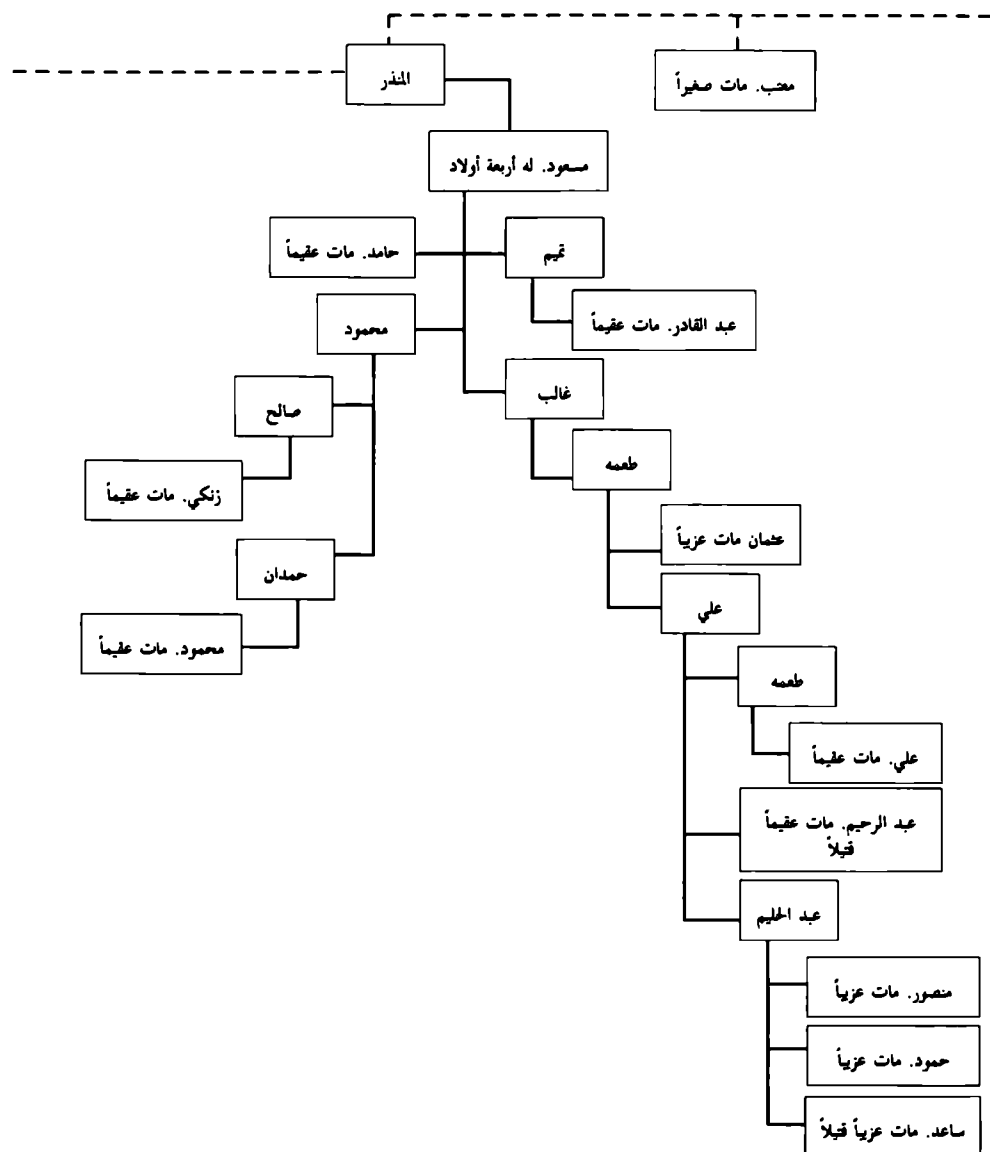 المنذر
معتب. مات صغيراً
مسعود. له أربعة أولاد
تميم
حامد. مات عقيماً
عبد القادر. مات عقيماً
محمود
غالب
صالح
طعمه
زنكي. مات عقيماً
عثمان مات عزيباً
حمدان
علي
محمود. مات عقيماً
طعمه
علي. مات عقيماً
عبد الرحيم. مات عقيماً
قتيلاً
عبد الحليم
منصور. مات عزيباً
حمود. مات عزيباً
ساعد. مات عزيباً قتيلاً